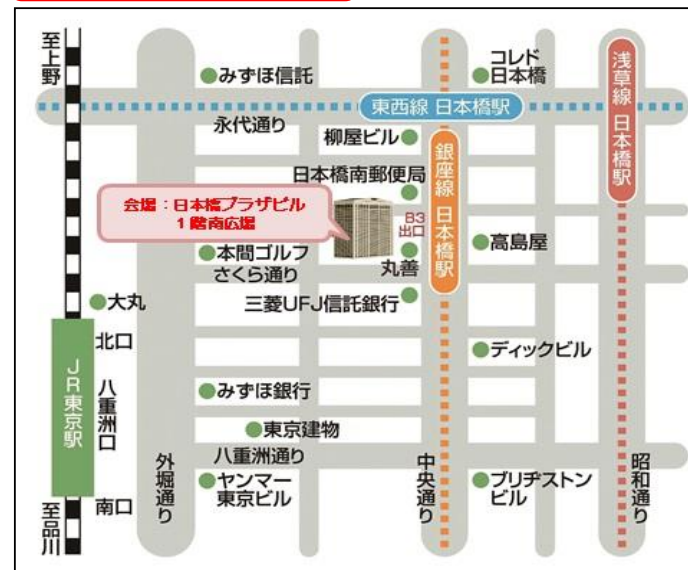 至上野
みずほ信託
コレド
日本橋
浅草線 日本橋駅
東西線 日本橋駅
永代通り
柳屋ビル
銀座線 日本橋駅
日本橋南郵便局
会場：日本橋プラザビル
1階南広場
B3
出口
本間ゴルフ
さくら通り
丸善
高島屋
大丸
三菱UFJ信託銀行
北口
ディックビル
JR東京駅
八重洲口
みずほ銀行
東京建物
八重洲通り
外堀通り
ヤンマー
東京ビル
中央通り
ブリヂストン
ビル
昭和通り
南口
至品川